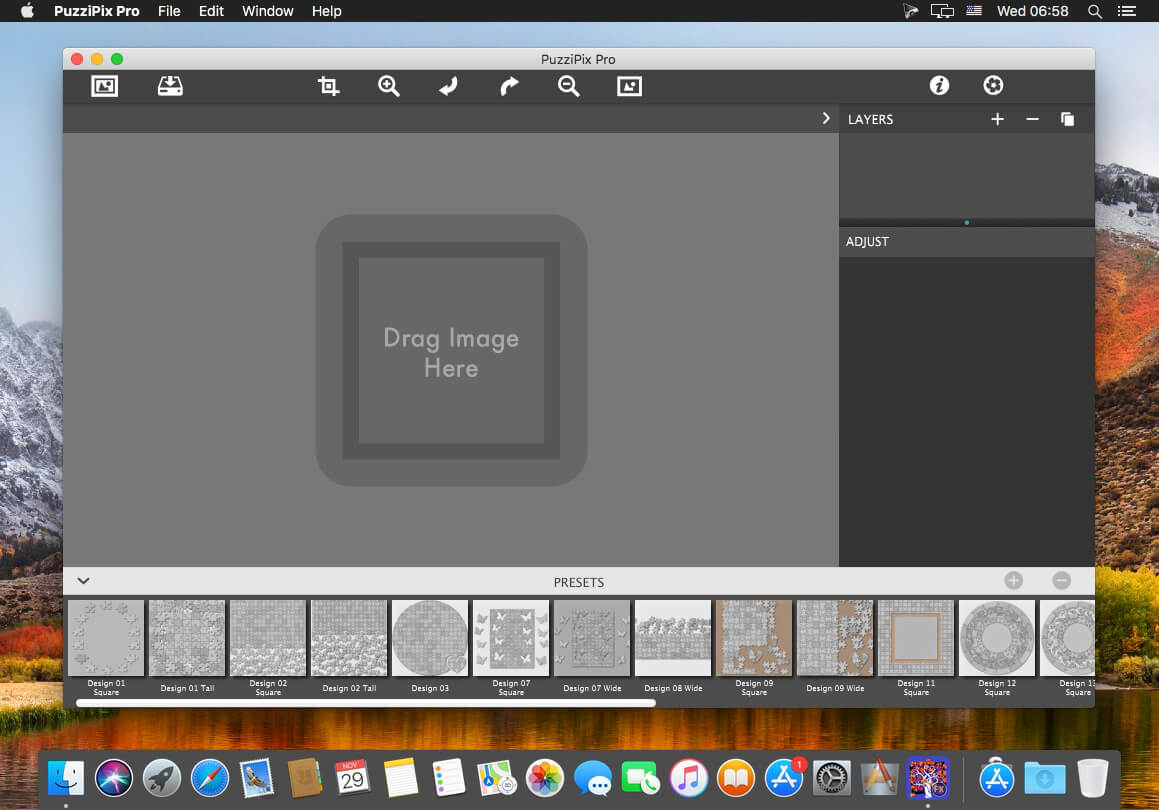 PuzziPix Pro File Edit Window Help Wed 06:58
PuzziPix Pro
LAYERS
ADJUST
Drag Image
Here
PRESETS
Design 01
Square
Design 01 Tall
Design 02
Square
Design 02 Tall
Design 03
Design 07
Square
Design 07 Wide
Design 08 Wide
Design 09
Square
Design 09 Wide
Design 11
Square
Design 12
Square
Design
Square
NOV
29
1